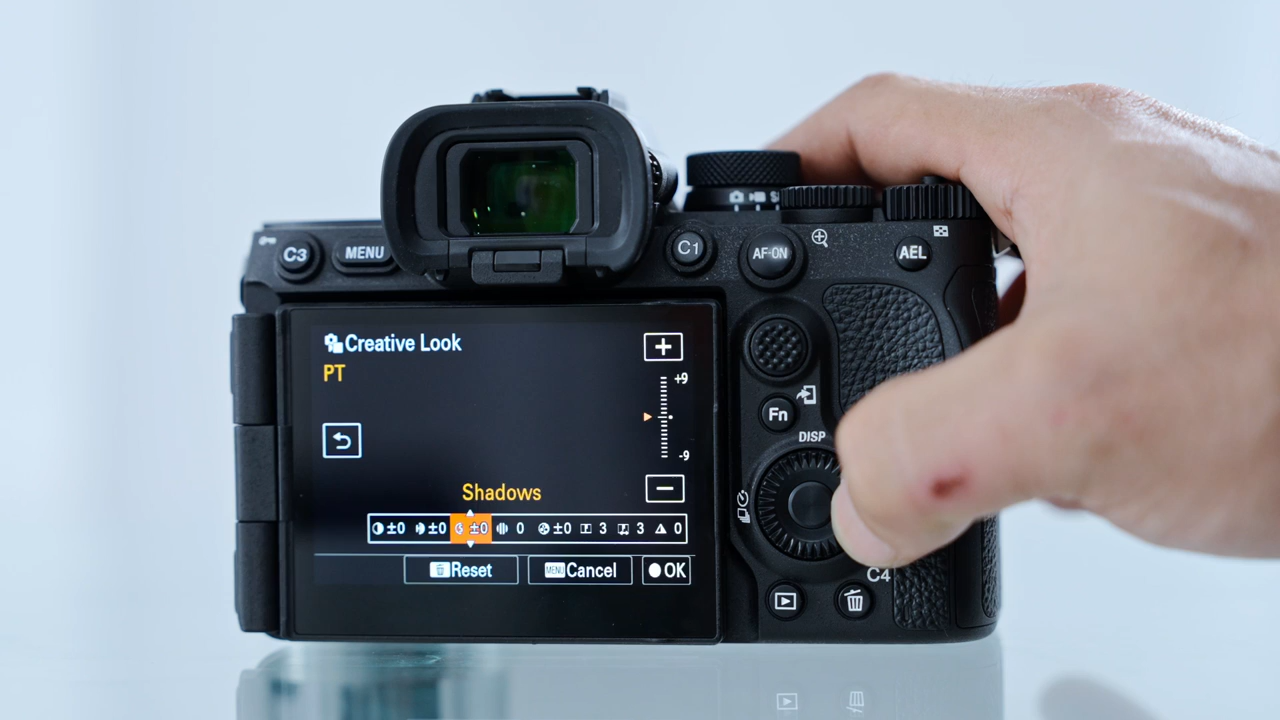 S
C3
MENU
C1
AF-ON
AEL
Creative Look
PT
+
+9
-9
Fn
DISP
Shadows
−
±0 ±0 ±0 0 ±0 3 3 0
Reset
MENU Cancel
OK
C4